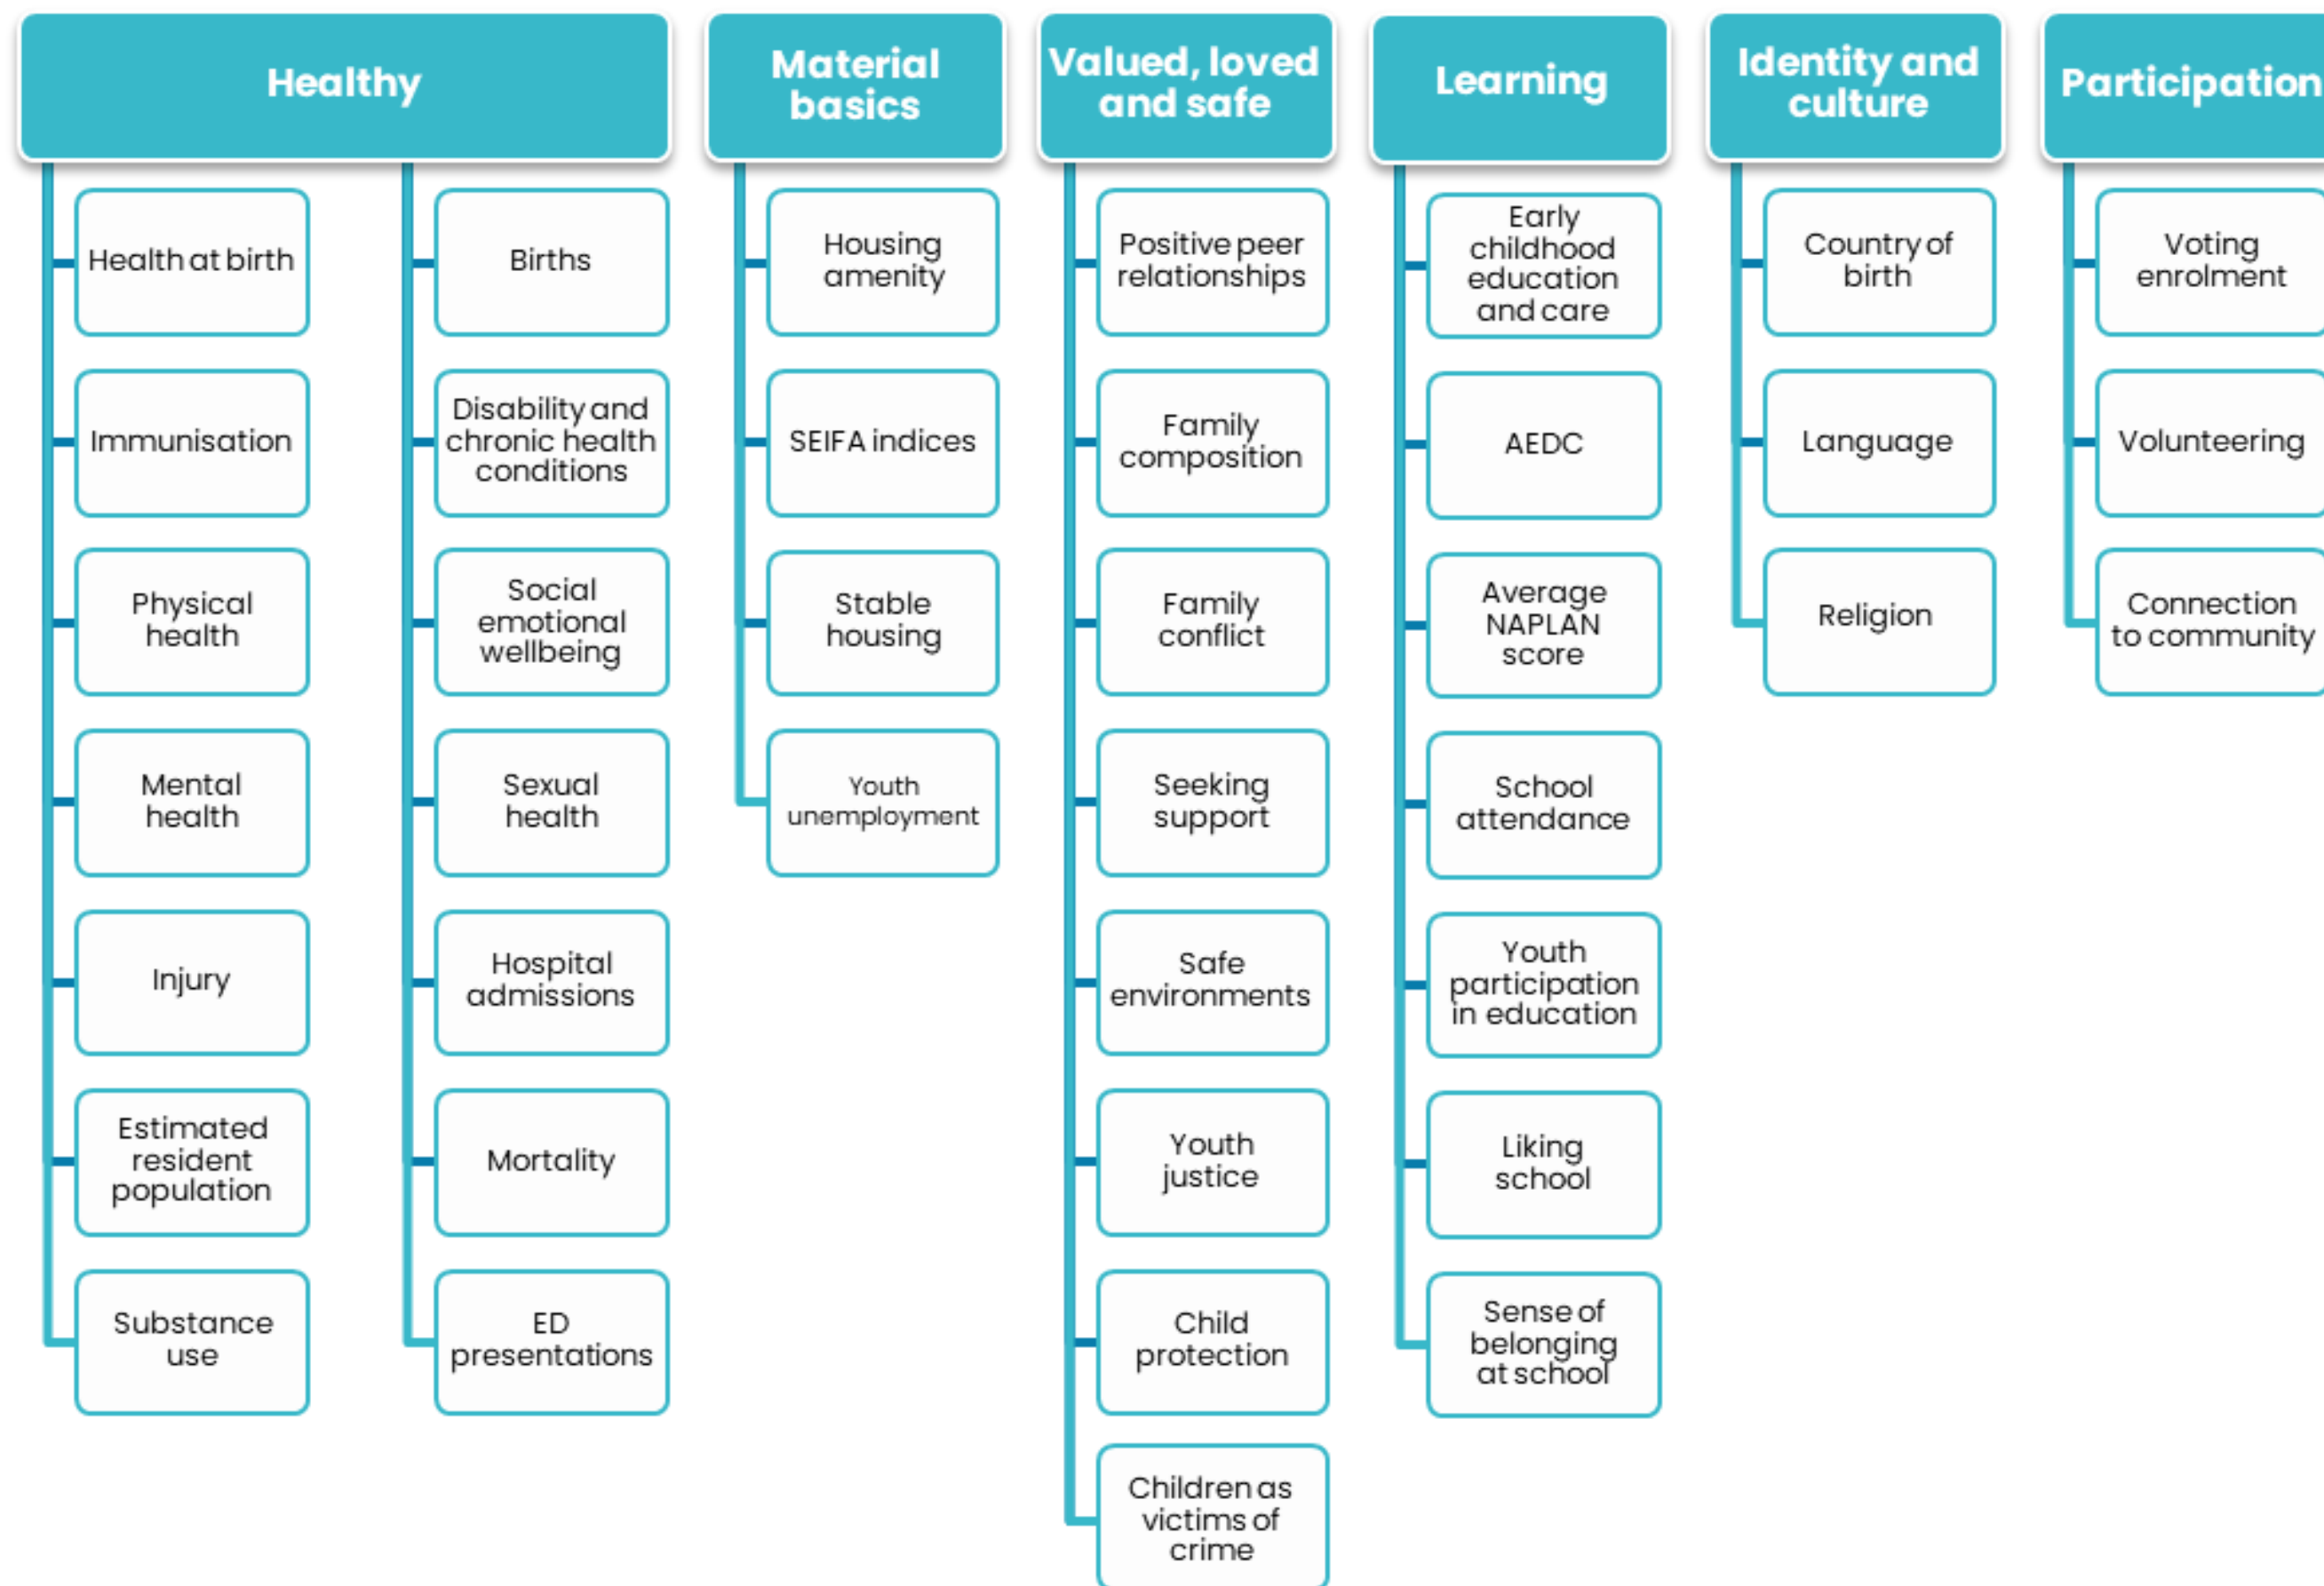 Healthy
Health at birth
Immunisation
Physical
health
Mental
health
Injury
Estimated
resident
population
Substance
use
Births
Disability and
chronic health
conditions
Social
emotional
wellbeing
Sexual
health
Hospital
admissions
Mortality
ED
presentations
Material
basics
Housing
amenity
SEIFA indices
Stable
housing
Youth
unemployment
Valued, loved
and safe
Positive peer
relationships
Family
composition
Family
conflict
Seeking
support
Safe
environments
Youth
justice
Child
protection
Children as
victims of
crime
Learning
Early
childhood
education
and care
AEDC
Average
NAPLAN
score
School
attendance
Youth
participation
in education
Liking
school
Sense of
belonging
at school
Identity and
culture
Country of
birth
Language
Religion
Participation
Voting
enrolment
Volunteering
Connection
to community